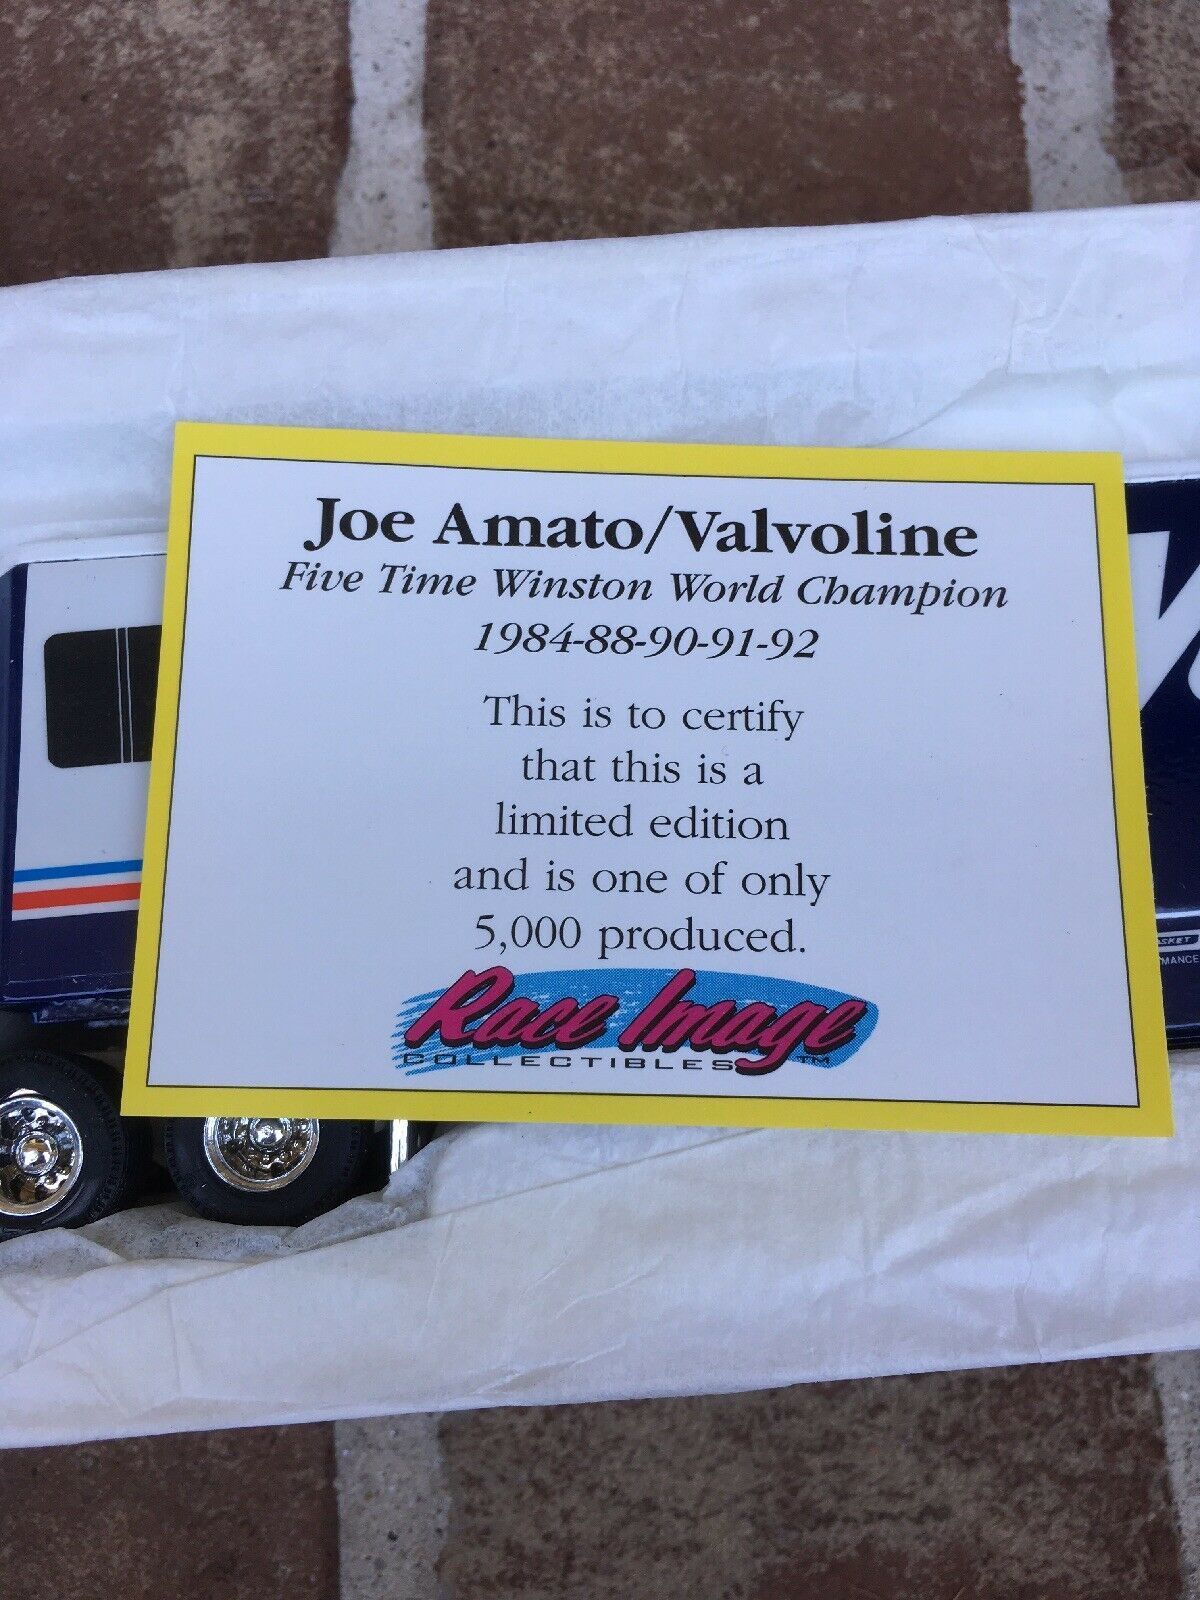 Joe Amato/Valvoline
Five Time Winston World Champion
1984-88-90-91-92
This is to certify
that this is a
limited edition
and is one of only
5,000 produced.
Race Image
COLLECTIBLES™